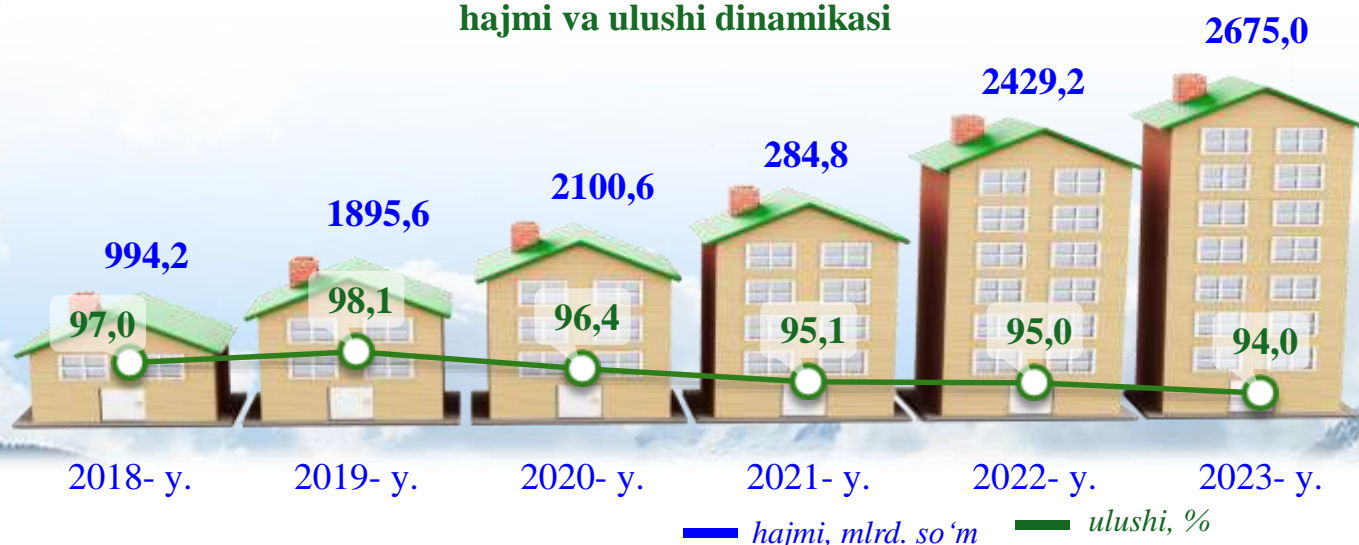 hajmi va ulushi dinamikasi
2675,0
2429,2
284,8
2100,6
1895,6
994,2
97,0
98,1
96,4
95,1
95,0
94,0
2018- y.
2019- y.
2020- y.
2021- y.
2022- y.
2023- y.
hajmi, mlrd. so‘m
ulushi, %